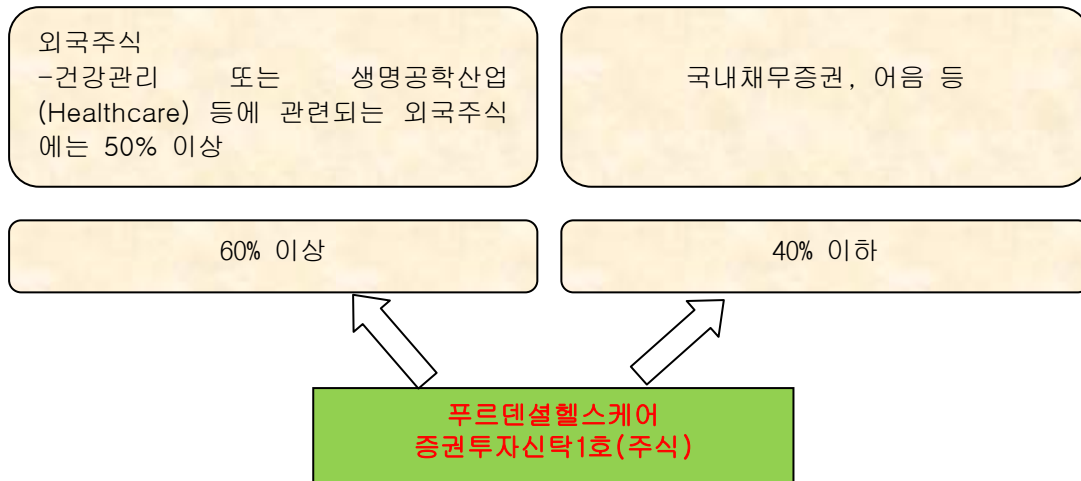 외국주식
-건강관리 또는 생명공학산업
(Healthcare) 등에 관련되는 외국주식
에는 50% 이상
국내채무증권, 어음 등
60% 이상
40% 이하
푸르덴셜헬스케어
증권투자신탁1호(주식)